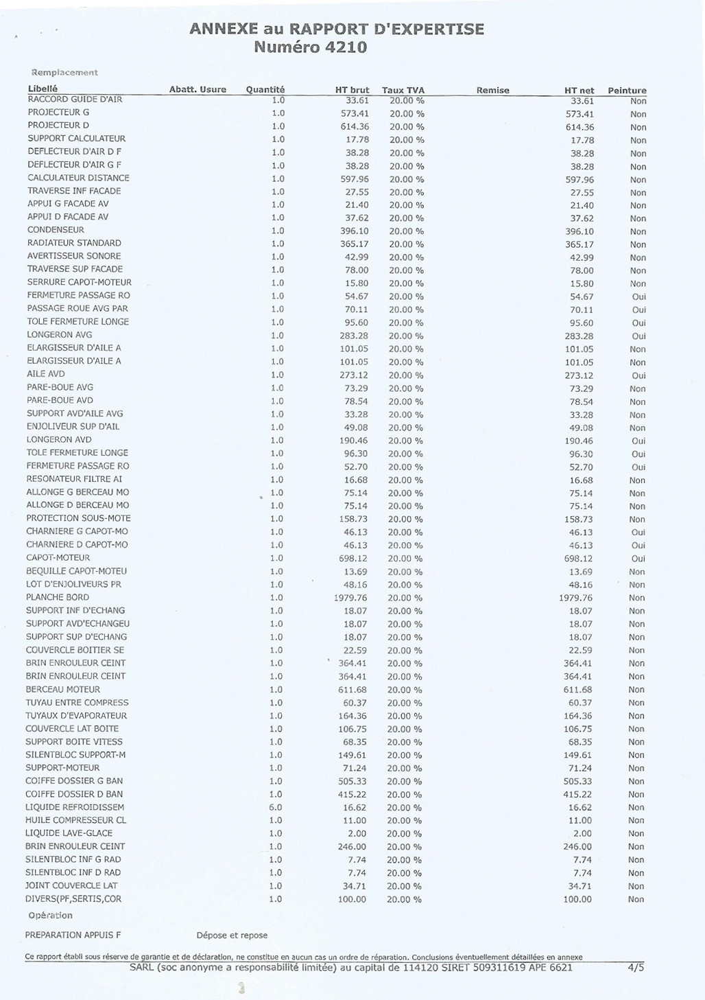 ANNEXE au RAPPORT D'EXPERTISE
Numéro 4210
Remplacement
Libellé Abatt. Usure Quantité HT brut Taux TVA Remise HT net Peinture
RACCORD GUIDE D'AIR 1.0 33.61 20.00 % 33.61 Non
PROJECTEUR G 1.0 573.41 20.00 % 573.41 Non
PROJECTEUR D 1.0 614.36 20.00 % 614.36 Non
SUPPORT CALCULATEUR 1.0 17.78 20.00 % 17.78 Non
DEFLECTEUR D'AIR D F 1.0 38.28 20.00 % 38.28 Non
DEFLECTEUR D'AIR G F 1.0 38.28 20.00 % 38.28 Non
CALCULATEUR DISTANCE 1.0 597.96 20.00 % 597.96 Non
TRAVERSE INF FACADE 1.0 27.55 20.00 % 27.55 Non
APPUI G FACADE AV 1.0 21.40 20.00 % 21.40 Non
APPUI D FACADE AV 1.0 37.62 20.00 % 37.62 Non
CONDENSEUR 1.0 396.10 20.00 % 396.10 Non
RADIATEUR STANDARD 1.0 365.17 20.00 % 365.17 Non
AVERTISSEUR SONORE 1.0 42.99 20.00 % 42.99 Non
TRAVERSE SUP FACADE 1.0 78.00 20.00 % 78.00 Non
SERRURE CAPOT-MOTEUR 1.0 15.80 20.00 % 15.80 Non
FERMETURE PASSAGE RO 1.0 54.67 20.00 % 54.67 Oui
PASSAGE ROUE AVG PAR 1.0 70.11 20.00 % 70.11 Oui
TOLE FERMETURE LONGE 1.0 95.60 20.00 % 95.60 Oui
LONGERON AVG 1.0 283.28 20.00 % 283.28 Oui
ELARGISSEUR D'AILE A 1.0 101.05 20.00 % 101.05 Non
ELARGISSEUR D'AILE A 1.0 101.05 20.00 % 101.05 Non
AILE AVD 1.0 273.12 20.00 % 273.12 Oui
PARE-BOUE AVG 1.0 73.29 20.00 % 73.29 Non
PARE-BOUE AVD 1.0 78.54 20.00 % 78.54 Non
SUPPORT AVD'AILE AVG 1.0 33.28 20.00 % 33.28 Non
ENJOLIVEUR SUP D'AIL 1.0 49.08 20.00 % 49.08 Non
LONGERON AVD 1.0 190.46 20.00 % 190.46 Oui
TOLE FERMETURE LONGE 1.0 96.30 20.00 % 96.30 Oui
FERMETURE PASSAGE RO 1.0 52.70 20.00 % 52.70 Oui
RESONATEUR FILTRE AI 1.0 16.68 20.00 % 16.68 Non
ALLONGE G BERCEAU MO 1.0 75.14 20.00 % 75.14 Non
ALLONGE D BERCEAU MO 1.0 75.14 20.00 % 75.14 Non
PROTECTION SOUS-MOTE 1.0 158.73 20.00 % 158.73 Non
CHARNIERE G CAPOT-MO 1.0 46.13 20.00 % 46.13 Oui
CHARNIERE D CAPOT-MO 1.0 46.13 20.00 % 46.13 Oui
CAPOT-MOTEUR 1.0 698.12 20.00 % 698.12 Oui
BEQUILLE CAPOT-MOTEU 1.0 13.69 20.00 % 13.69 Non
LOT D'ENJOLIVEURS PR 1.0 48.16 20.00 % 48.16 Non
PLANCHE BORD 1.0 1979.76 20.00 % 1979.76 Non
SUPPORT INF D'ECHANG 1.0 18.07 20.00 % 18.07 Non
SUPPORT AVD'ECHANGEU 1.0 18.07 20.00 % 18.07 Non
SUPPORT SUP D'ECHANG 1.0 18.07 20.00 % 18.07 Non
COUVERCLE BOITIER SE 1.0 22.59 20.00 % 22.59 Non
BRIN ENROULEUR CEINT 1.0 364.41 20.00 % 364.41 Non
BRIN ENROULEUR CEINT 1.0 364.41 20.00 % 364.41 Non
BERCEAU MOTEUR 1.0 611.68 20.00 % 611.68 Non
TUYAU ENTRE COMPRESS 1.0 60.37 20.00 % 60.37 Non
TUYAUX D'EVAPORATEUR 1.0 164.36 20.00 % 164.36 Non
COUVERCLE LAT BOITE 1.0 106.75 20.00 % 106.75 Non
SUPPORT BOITE VITESS 1.0 68.35 20.00 % 68.35 Non
SILENTBLOC SUPPORT-M 1.0 149.61 20.00 % 149.61 Non
SUPPORT-MOTEUR 1.0 71.24 20.00 % 71.24 Non
COIFFE DOSSIER G BAN 1.0 505.33 20.00 % 505.33 Non
COIFFE DOSSIER D BAN 1.0 415.22 20.00 % 415.22 Non
LIQUIDE REFROIDISSEM 6.0 16.62 20.00 % 16.62 Non
HUILE COMPRESSEUR CL 1.0 11.00 20.00 % 11.00 Non
LIQUIDE LAVE-GLACE 1.0 2.00 20.00 % 2.00 Non
BRIN ENROULEUR CEINT 1.0 246.00 20.00 % 246.00 Non
SILENTBLOC INF G RAD 1.0 7.74 20.00 % 7.74 Non
SILENTBLOC INF D RAD 1.0 7.74 20.00 % 7.74 Non
JOINT COUVERCLE LAT 1.0 34.71 20.00 % 34.71 Non
DIVERS(PF,SERTIS,COR 1.0 100.00 20.00 % 100.00 Non
Opération
PREPARATION APPUIS F Dépose et repose
Ce rapport établi sous réserve de garantie et de déclaration, ne constitue en aucun cas un ordre de réparation. Conclusions éventuellement détaillées en annexe
SARL (soc anonyme a responsabilité limitée) au capital de 114120 SIRET 509311619 APE 6621 4/5